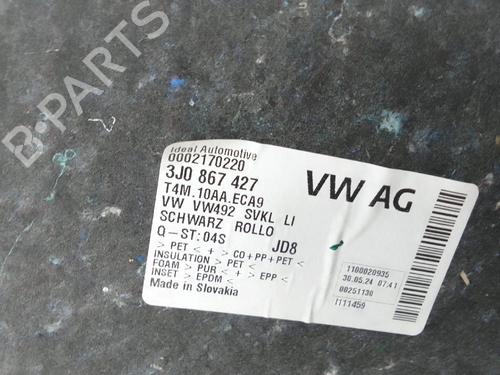 B-PARTS
Ideal Automotive
0002170220
3J0 867 427
T4M.10AA.ECA9
VW VW492 SVKL LI
SCHWARZ ROLLO
Q-ST:04S JD8
> PET < + > CO+PP+PET <
INSULATION > PET <
FOAM > PUR < + > EPP <
INSET > EPDM <
Made in Slovakia
VW AG
1100020935
30.05.24 07:41
00251130
J111459